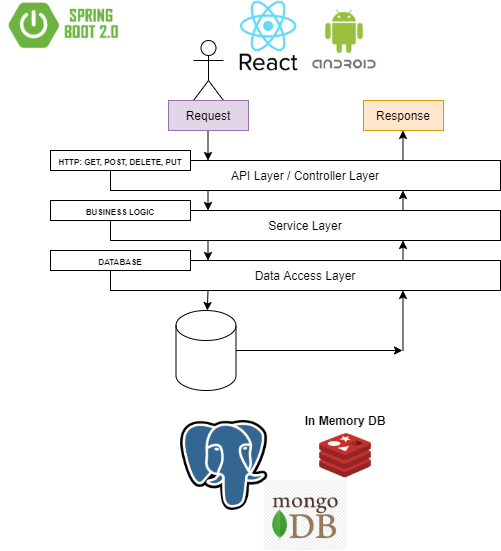 SPRING
BOOT 2.0
React
ANDROID
Request
Response
HTTP: GET, POST, DELETE, PUT
API Layer / Controller Layer
BUSINESS LOGIC
Service Layer
DATABASE
Data Access Layer
In Memory DB
mongo
DB